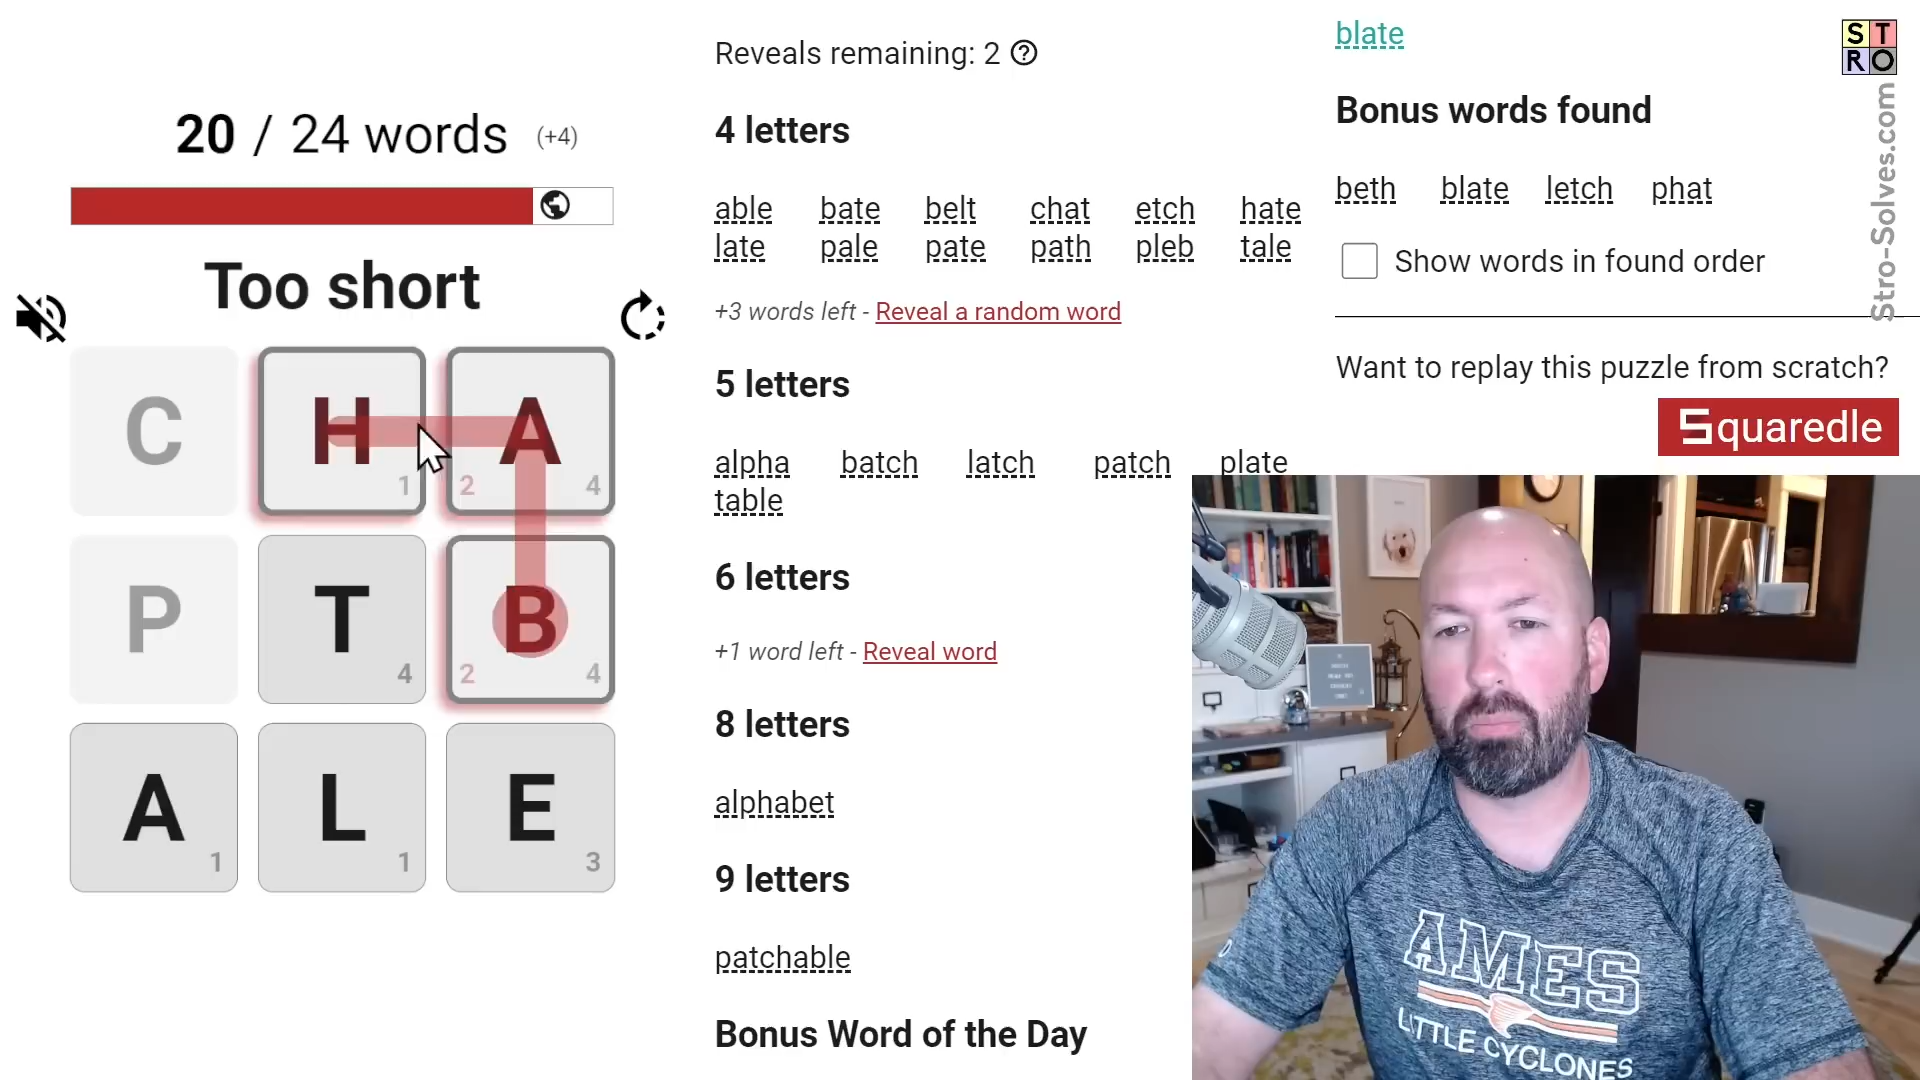 20 / 24 words (+4)
Too short
C H A
1 2 4
P T B
4 2 4
A L E
1 1 3
Reveals remaining: 2 ?
4 letters
able bate belt chat etch hate
late pale pate path pleb tale
+3 words left - Reveal a random word
5 letters
alpha batch latch patch plate
table
6 letters
+1 word left - Reveal word
8 letters
alphabet
9 letters
patchable
Bonus Word of the Day
blate
Bonus words found
beth blate letch phat
Show words in found order
Want to replay this puzzle from scratch?
Squaredle
S T
R O
Stro-Solves.com
AMES
LITTLE CYCLONES